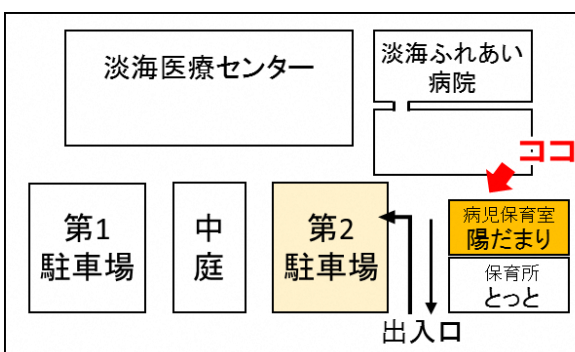 淡海医療センター
淡海ふれあい
病院
ココ
第1
駐車場
中
庭
第2
駐車場
病児保育室
陽だまり
保育所
とっと
出入口